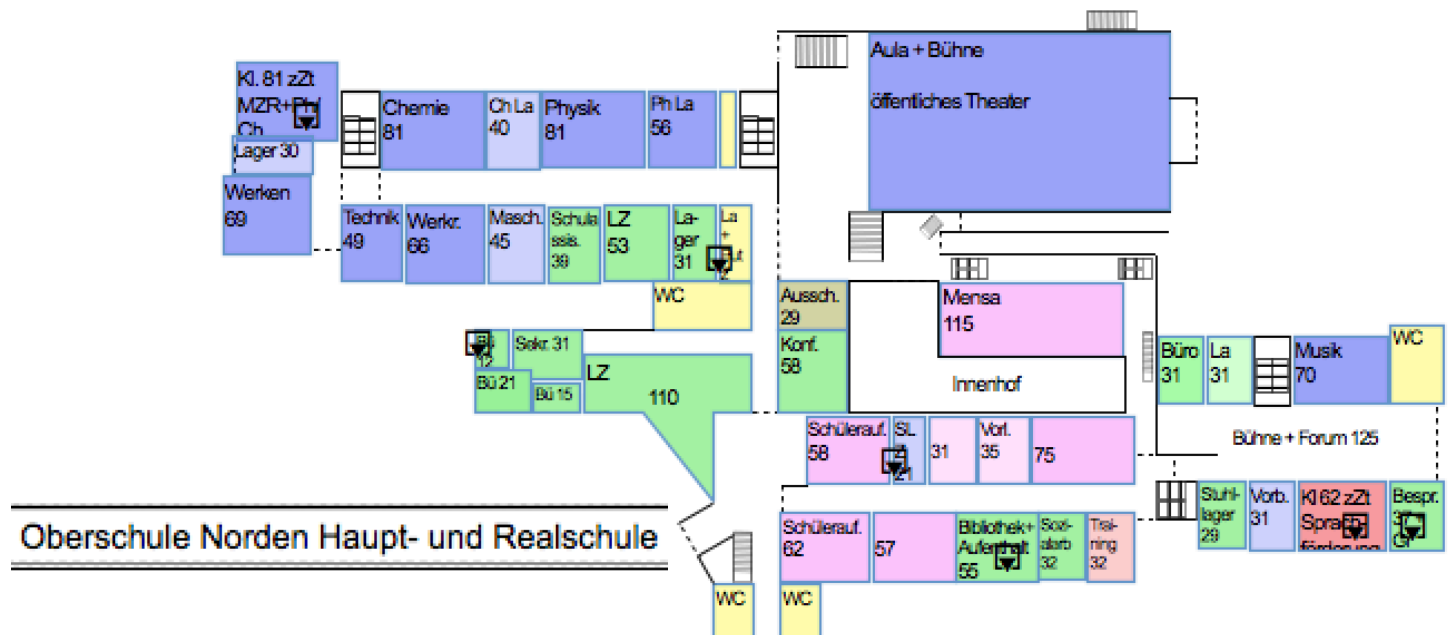 Aula + Bühne
öffentliches Theater
Kl. 81 zZt
MZR+Ph/
Ch
Lager 30
Werken
69
Chemie
81
Ch La
40
Physik
81
Ph La
56
Technik
49
Werkr.
66
Masch.
45
Schula
ssis.
39
LZ
53
La-
ger
31
La
+
WC
Aussch.
29
Konf.
58
Mensa
115
Innenhof
Büro
31
La
31
Musik
70
WC
12
Sekr. 31
Bü 21
Bü 15
LZ
110
Bühne + Forum 125
Schülerauf.
58
SL
21
31
Vorl.
35
75
Stuhl-
lager
29
Vorb.
31
Kl 62 zZt
Sprach-
förderung
Bespr.
37
Oberschule Norden Haupt- und Realschule
Schülerauf.
62
57
Bibliothek+
Aufenthalt
55
Sozi-
alarb
32
Trai-
ning
32
WC
WC